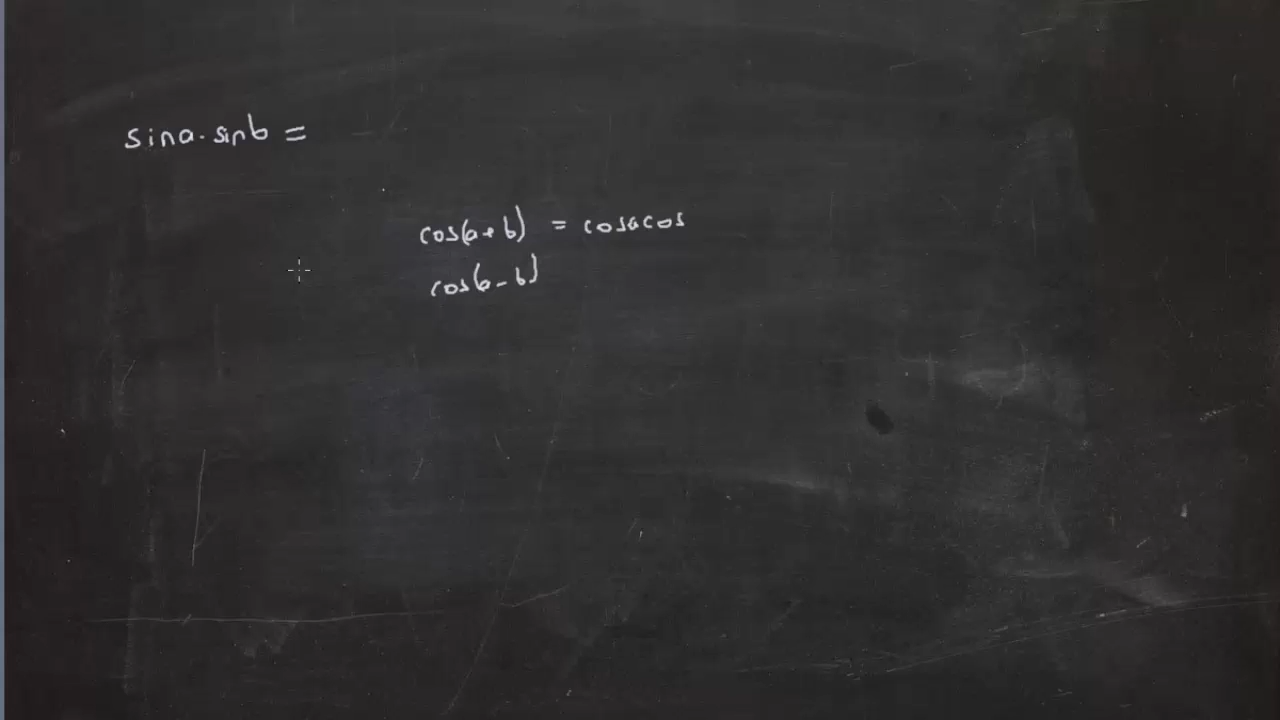 sina.sinb =
cos(a+b) = cosacos
cos(a-b)